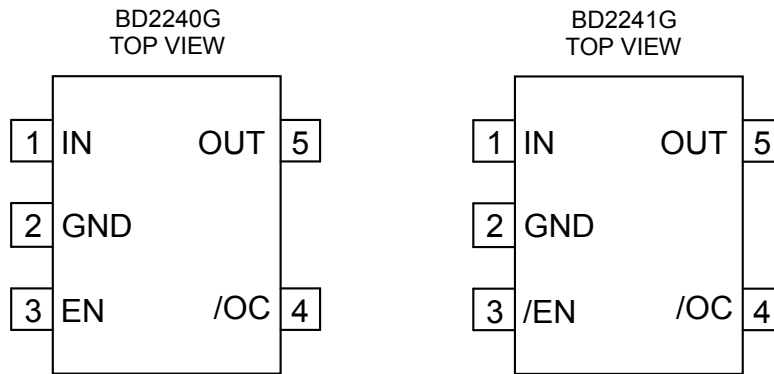 BD2240G
TOP VIEW
1 IN OUT 5
2 GND
3 EN /OC 4
BD2241G
TOP VIEW
1 IN OUT 5
2 GND
3 /EN /OC 4